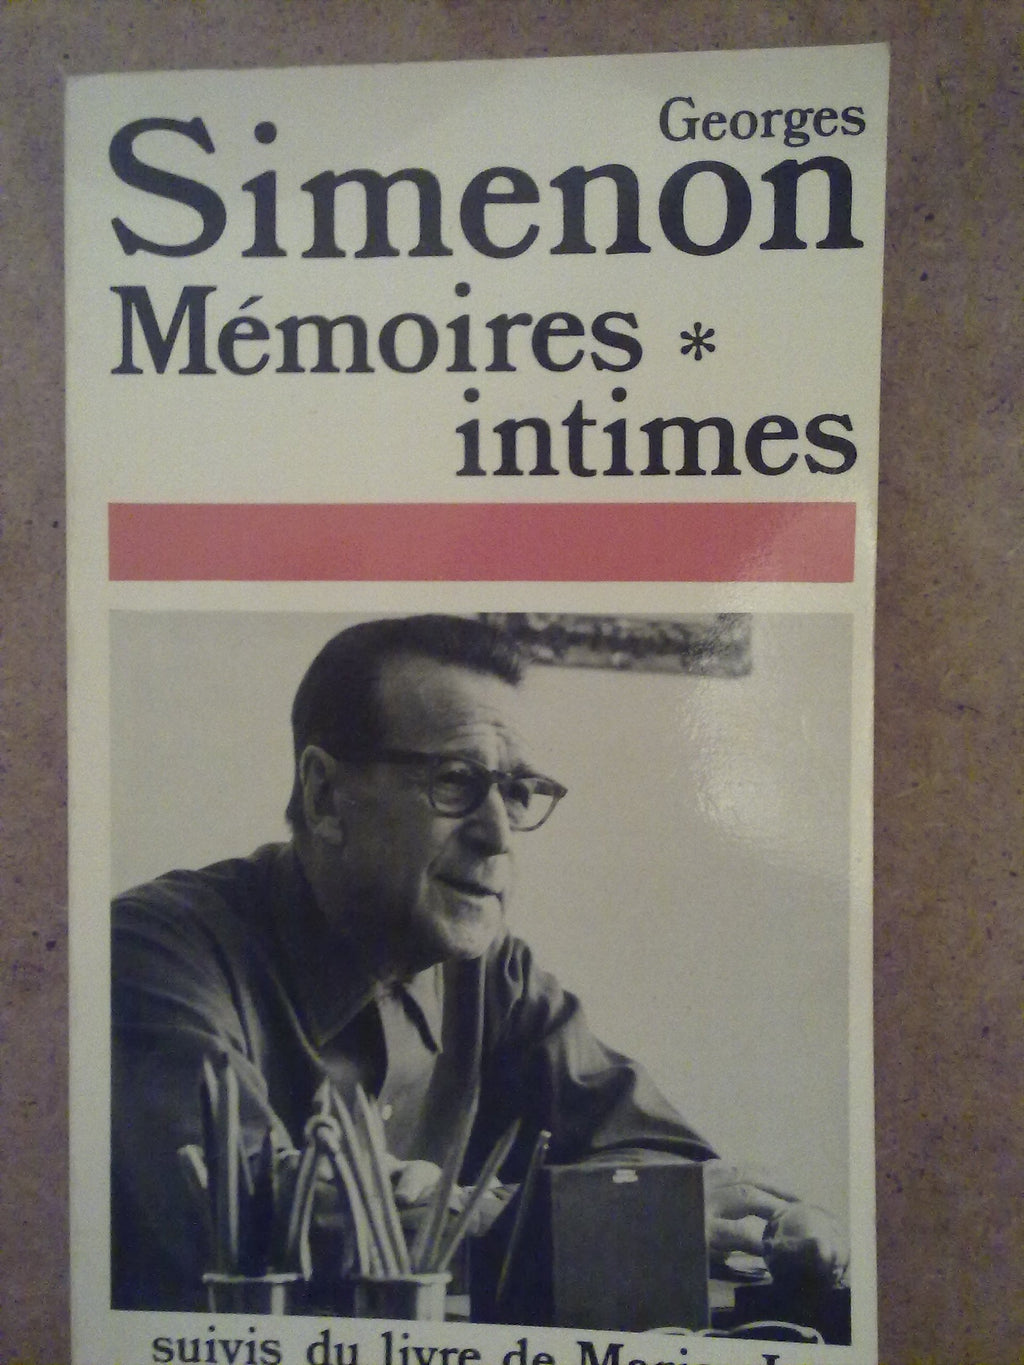 Georges
Simenon
Mémoires *
intimes
suivis du livre de